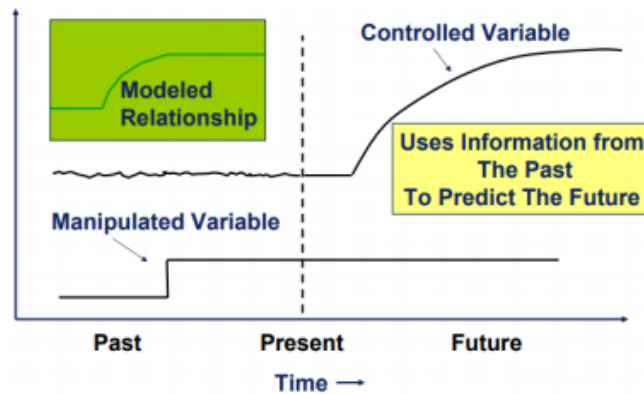 Controlled Variable
Modeled
Relationship
Uses Information from
The Past
To Predict The Future
Manipulated Variable
Past
Present
Future
Time